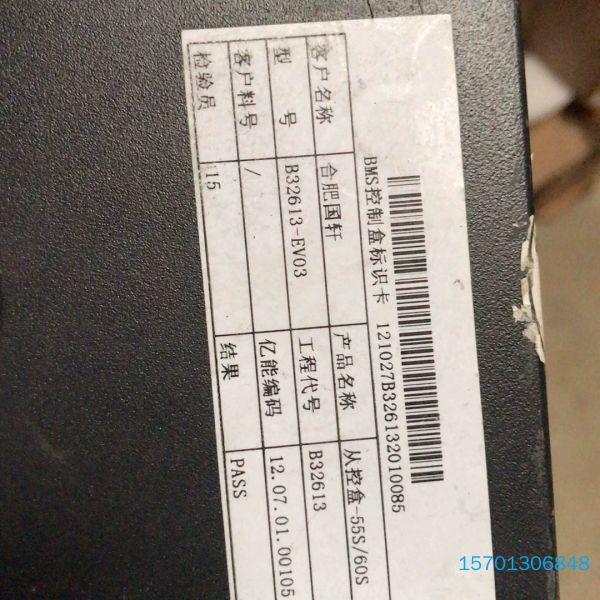 BMS控制盒标识卡 121027B326132010085
客户名称 合肥国轩 产品名称 从控盒-55S/60S
型号 B32613-EV03 工程代号 B32613
客户料号 / 亿能编码 12.07.01.00105
检验员 15 结果 PASS
15701306848